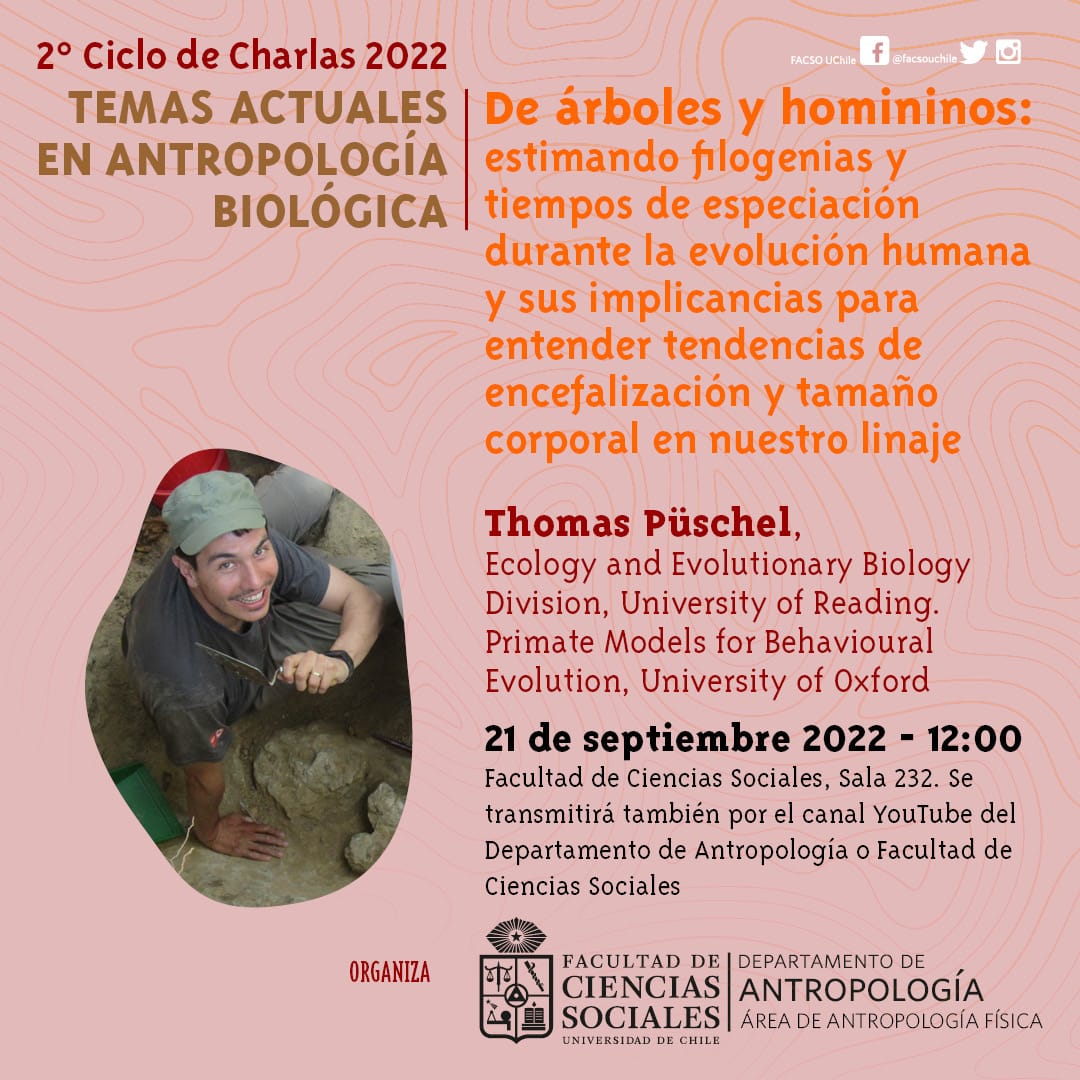 2° Ciclo de Charlas 2022
TEMAS ACTUALES
EN ANTROPOLOGÍA
BIOLÓGICA
FACSO UChile @facsouchile
De árboles y homininos:
estimando filogenias y
tiempos de especiación
durante la evolución humana
y sus implicancias para
entender tendencias de
encefalización y tamaño
corporal en nuestro linaje
Thomas Püschel,
Ecology and Evolutionary Biology
Division, University of Reading.
Primate Models for Behavioural
Evolution, University of Oxford
21 de septiembre 2022 - 12:00
Facultad de Ciencias Sociales, Sala 232. Se
transmitirá también por el canal YouTube del
Departamento de Antropología o Facultad de
Ciencias Sociales
ORGANIZA
FACULTAD DE
CIENCIAS
SOCIALES
UNIVERSIDAD DE CHILE
DEPARTAMENTO DE
ANTROPOLOGÍA
ÁREA DE ANTROPOLOGÍA FÍSICA